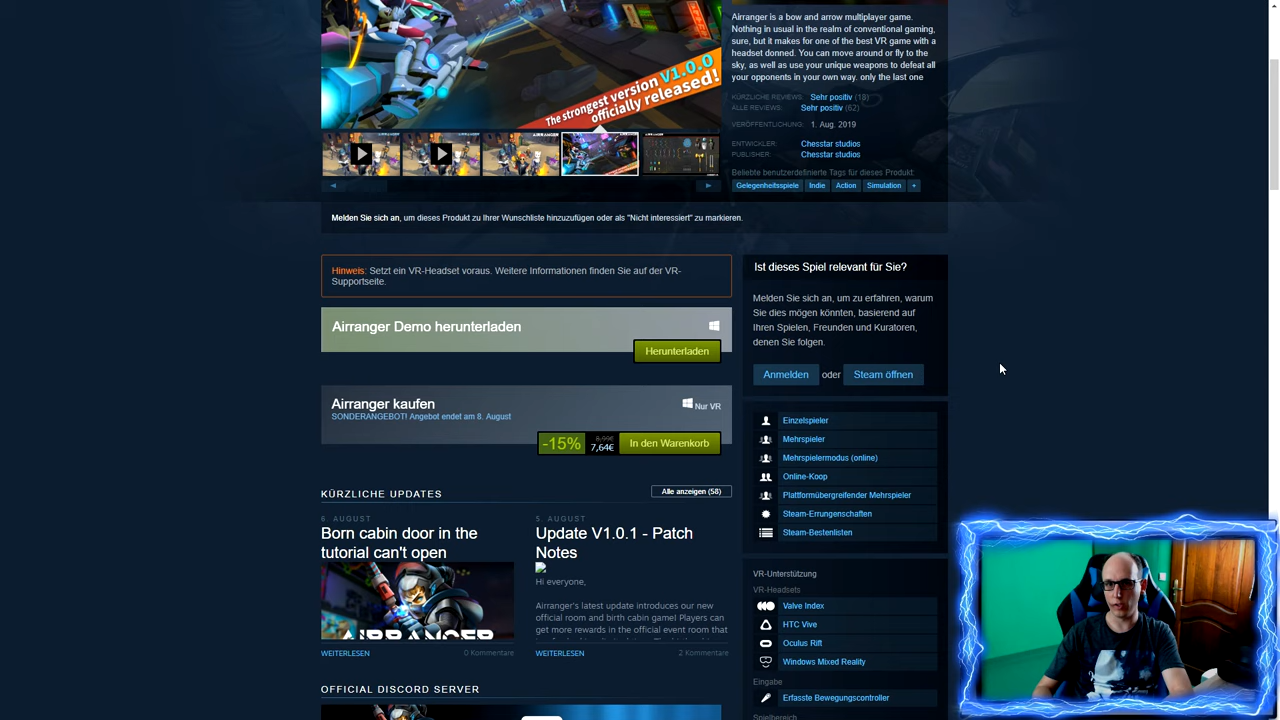 Airranger is a bow and arrow multiplayer game.
Nothing in usual in the realm of conventional gaming,
sure, but it makes for one of the best VR game with a
headset donned. You can move around or fly to the
sky, as well as use your unique weapons to defeat all
your opponents in your own way. only the last one
The strongest version V1.0.0
officially released!
KÜRZLICHE REVIEWS: Sehr positiv (18)
ALLE REVIEWS: Sehr positiv (62)
VERÖFFENTLICHUNG: 1. Aug. 2019
ENTWICKLER: Chesstar studios
PUBLISHER: Chesstar studios
Beliebte benutzerdefinierte Tags für dieses Produkt:
Gelegenheitsspiele Indie Action Simulation +
Melden Sie sich an, um dieses Produkt zu Ihrer Wunschliste hinzuzufügen oder als "Nicht interessiert" zu markieren.
Hinweis: Setzt ein VR-Headset voraus. Weitere Informationen finden Sie auf der VR-
Supportseite.
Airranger Demo herunterladen
Herunterladen
Airranger kaufen
Nur VR
SONDERANGEBOT! Angebot endet am 8. August
-15% 8,99€ 7,64€ In den Warenkorb
KÜRZLICHE UPDATES
Alle anzeigen (58)
6. AUGUST
Born cabin door in the
tutorial can't open
AIRRANGER
WEITERLESEN 0 Kommentare
5. AUGUST
Update V1.0.1 - Patch
Notes
Hi everyone,
Airranger's latest update introduces our new
official room and birth cabin game! Players can
get more rewards in the official event room that
WEITERLESEN 2 Kommentare
OFFICIAL DISCORD SERVER
Ist dieses Spiel relevant für Sie?
Melden Sie sich an, um zu erfahren, warum
Sie dies mögen könnten, basierend auf
Ihren Spielen, Freunden und Kuratoren,
denen Sie folgen.
Anmelden oder Steam öffnen
Einzelspieler
Mehrspieler
Mehrspielermodus (online)
Online-Koop
Plattformübergreifender Mehrspieler
Steam-Errungenschaften
Steam-Bestenlisten
VR-Unterstützung
VR-Headsets
Valve Index
HTC Vive
Oculus Rift
Windows Mixed Reality
Eingabe
Erfasste Bewegungscontroller
Spielbereich